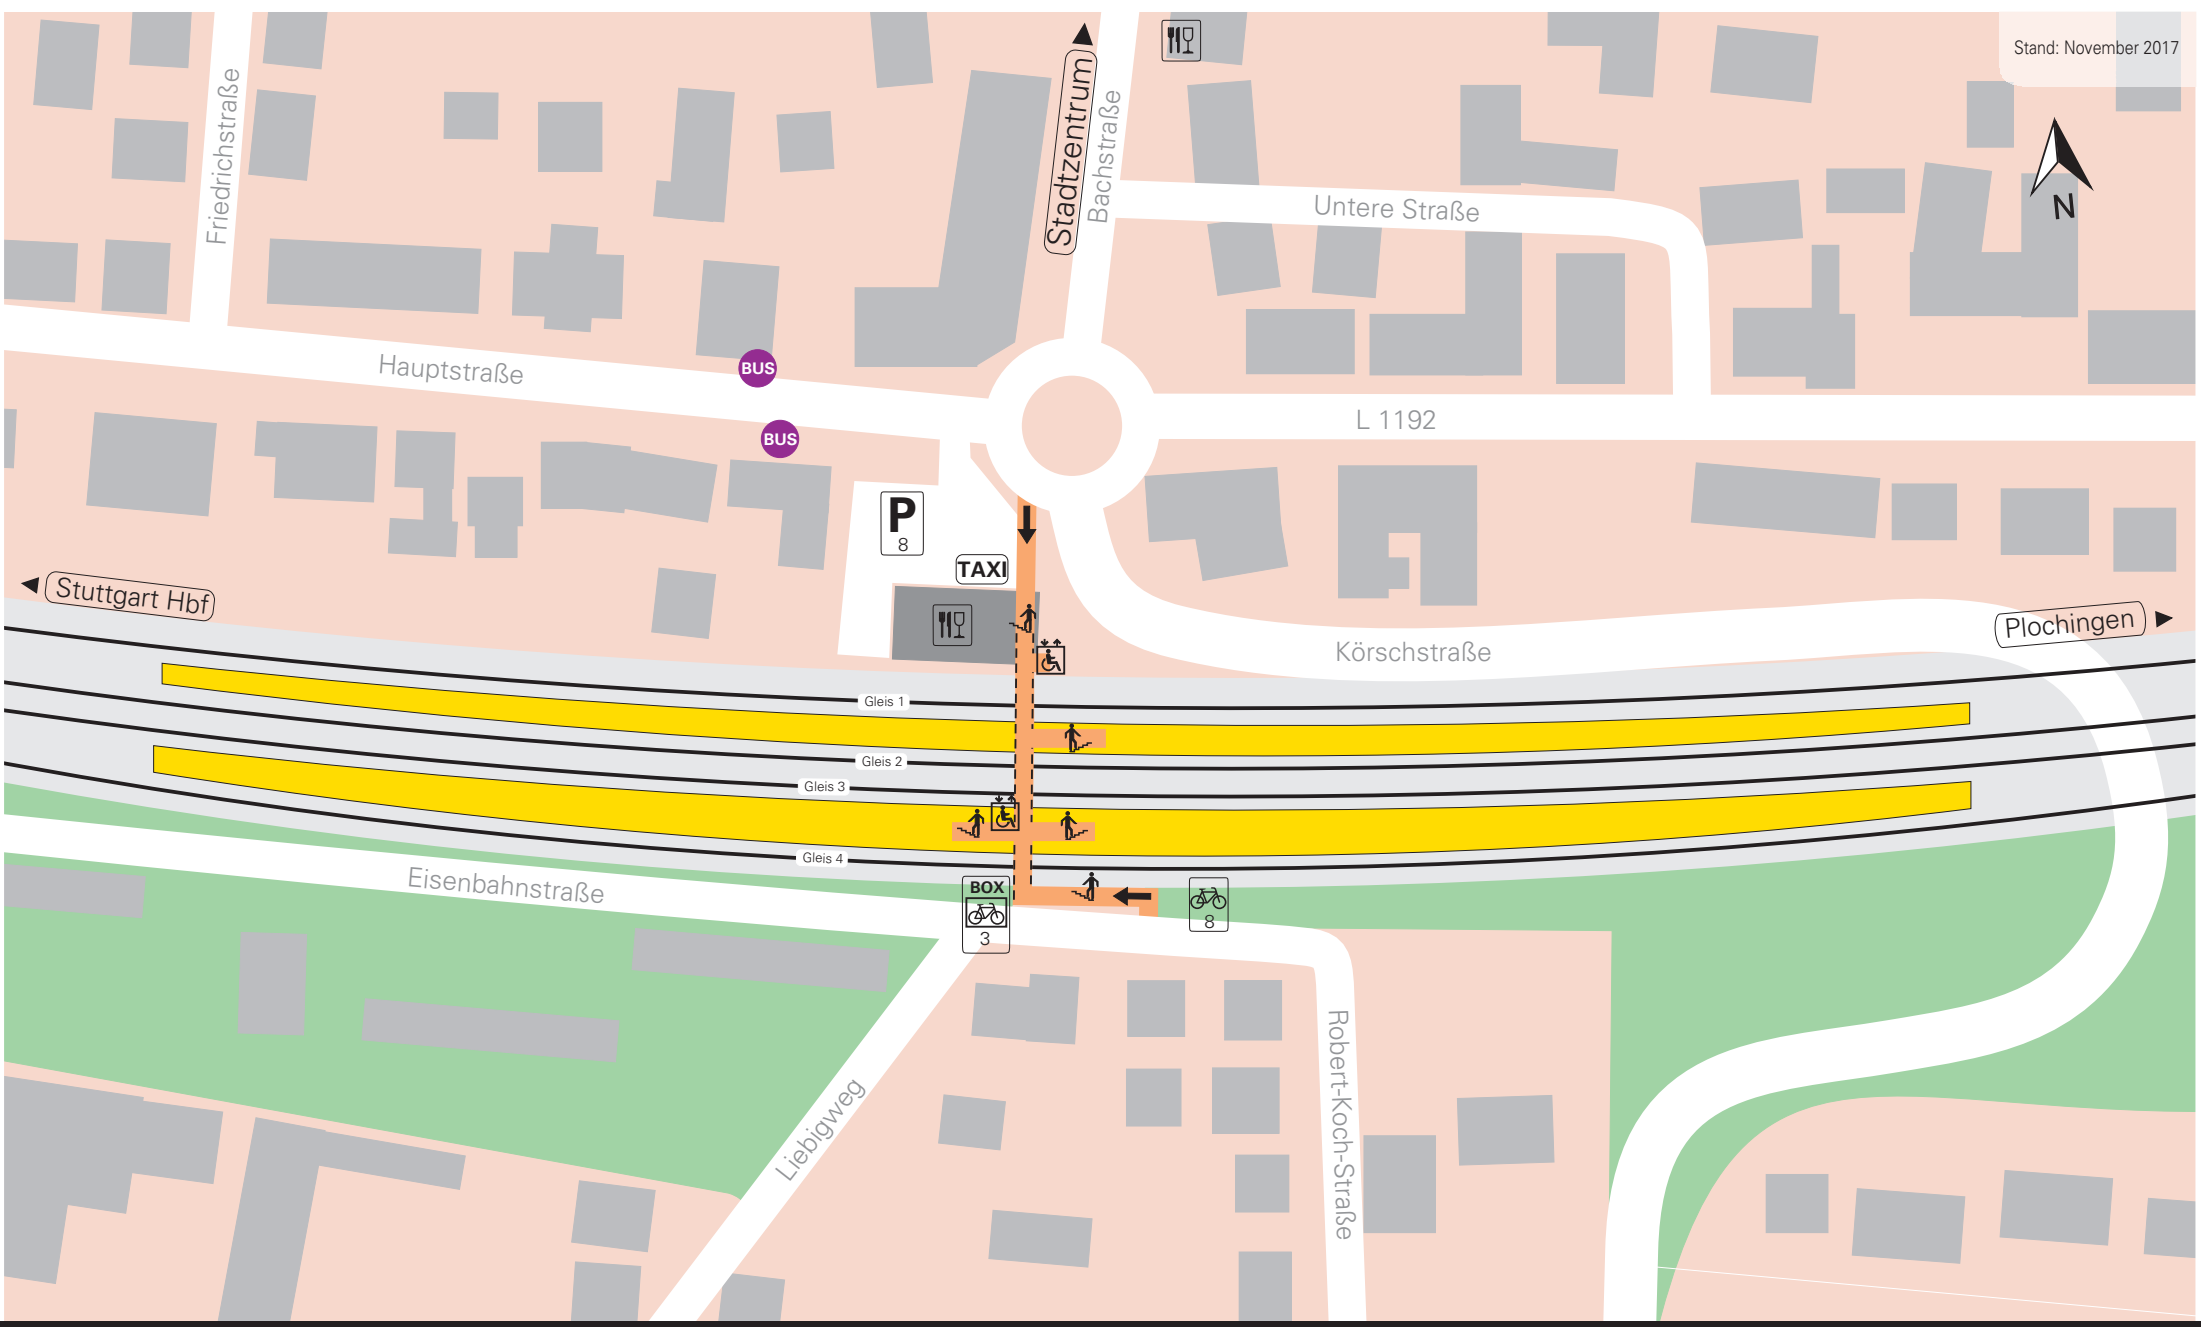 Stand: November 2017
Friedrichstraße
Stadtzentrum
Bachstraße
Untere Straße
N
Hauptstraße
BUS
BUS
L 1192
P
8
TAXI
Stuttgart Hbf
Plochingen
Körschstraße
Gleis 1
Gleis 2
Gleis 3
Gleis 4
Eisenbahnstraße
BOX
3
8
Liebigweg
Robert-Koch-Straße